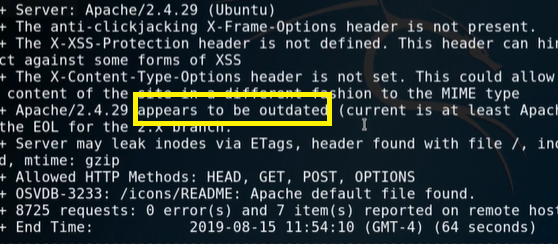 + Server: Apache/2.4.29 (Ubuntu)
+ The anti-clickjacking X-Frame-Options header is not present.
+ The X-XSS-Protection header is not defined. This header can hin
ct against some forms of XSS
+ The X-Content-Type-Options header is not set. This could allow
content of the site in a different fashion to the MIME type
+ Apache/2.4.29 appears to be outdated (current is at least Apach
the EOL for the 2.x branch.
+ Server may leak inodes via ETags, header found with file /, ino
d, mtime: gzip
+ Allowed HTTP Methods: HEAD, GET, POST, OPTIONS
+ OSVDB-3233: /icons/README: Apache default file found.
+ 8725 requests: 0 error(s) and 7 item(s) reported on remote host
+ End Time: 2019-08-15 11:54:10 (GMT-4) (64 seconds)